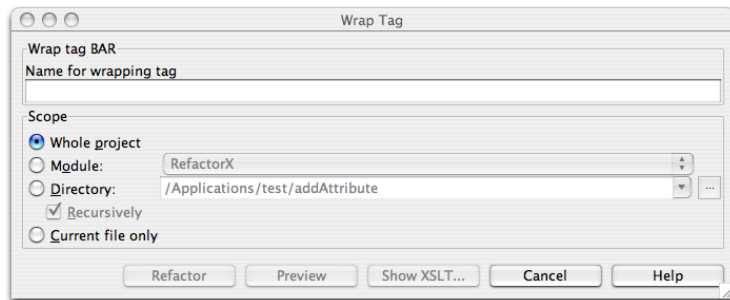 Wrap Tag
Wrap tag BAR
Name for wrapping tag
Scope
Whole project
Module: RefactorX
Directory: /Applications/test/addAttribute ...
Recursively
Current file only
Refactor Preview Show XSLT... Cancel Help